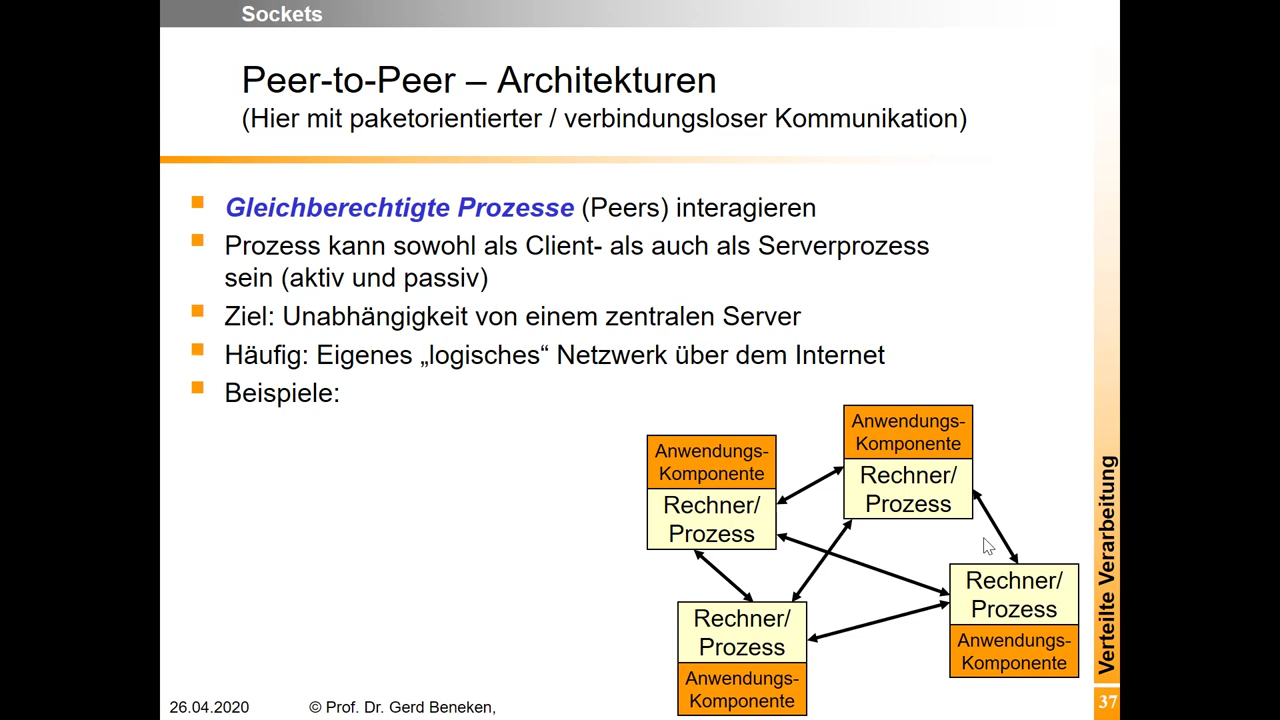 Sockets
Peer-to-Peer – Architekturen
(Hier mit paketorientierter / verbindungsloser Kommunikation)
Gleichberechtigte Prozesse (Peers) interagieren
Prozess kann sowohl als Client- als auch als Serverprozess
sein (aktiv und passiv)
Ziel: Unabhängigkeit von einem zentralen Server
Häufig: Eigenes „logisches“ Netzwerk über dem Internet
Beispiele:
Anwendungs-
Komponente
Rechner/
Prozess
Anwendungs-
Komponente
Rechner/
Prozess
Rechner/
Prozess
Anwendungs-
Komponente
Rechner/
Prozess
Anwendungs-
Komponente
Verteilte Verarbeitung
26.04.2020
© Prof. Dr. Gerd Beneken,
37